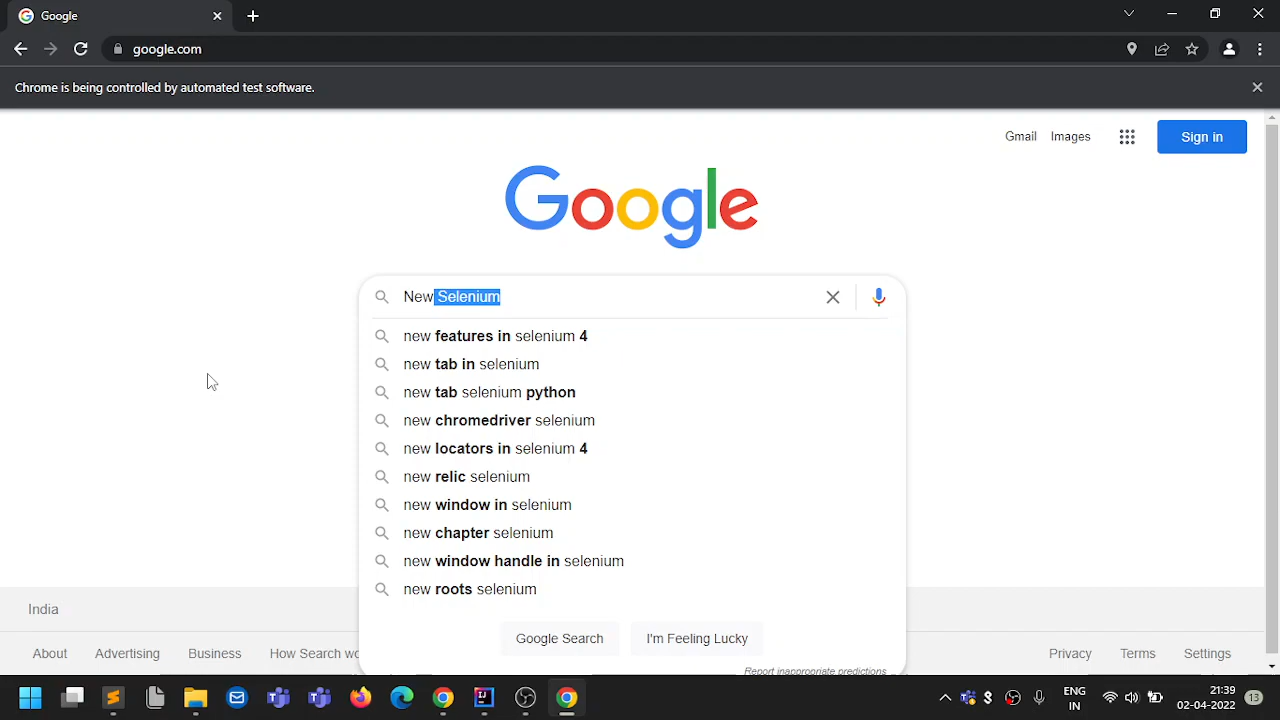 Google
google.com
Chrome is being controlled by automated test software.
Gmail Images Sign in
Google
New Selenium
new features in selenium 4
new tab in selenium
new tab selenium python
new chromedriver selenium
new locators in selenium 4
new relic selenium
new window in selenium
new chapter selenium
new window handle in selenium
new roots selenium
Google Search I'm Feeling Lucky
Report inappropriate predictions
India
About Advertising Business How Search wo
Privacy Terms Settings
ENG
IN
21:39
02-04-2022
13